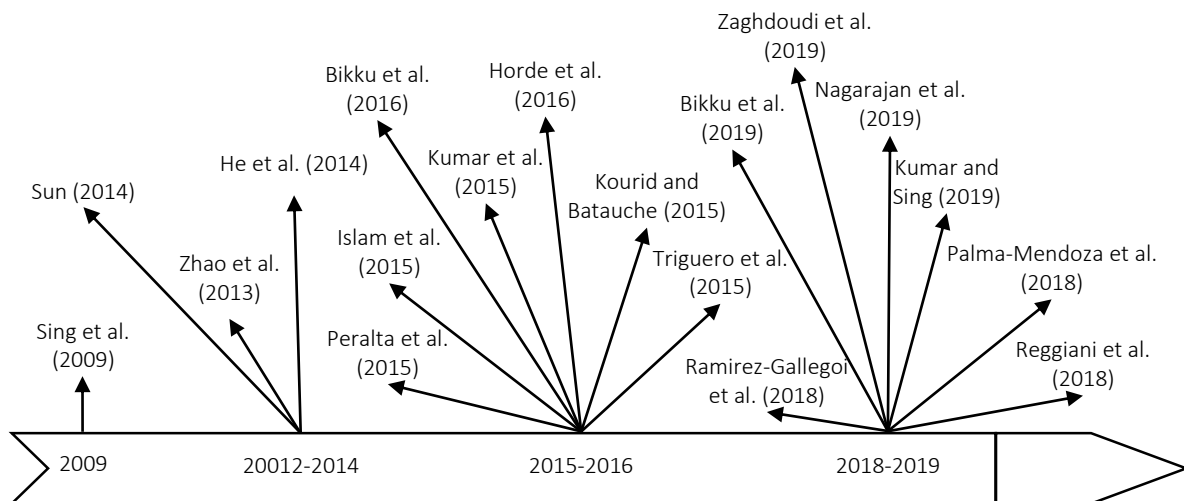 Sing et al.
(2009)
Sun (2014)
Zhao et al.
(2013)
He et al. (2014)
Peralta et al.
(2015)
Islam et al.
(2015)
Bikku et al.
(2016)
Kumar et al.
(2015)
Horde et al.
(2016)
Kourid and
Batauche (2015)
Triguero et al.
(2015)
Ramirez-Gallegoi
et al. (2018)
Bikku et al.
(2019)
Zaghdoudi et al.
(2019)
Nagarajan et al.
(2019)
Kumar and
Sing (2019)
Palma-Mendoza et al.
(2018)
Reggiani et al.
(2018)
2009
20012-2014
2015-2016
2018-2019